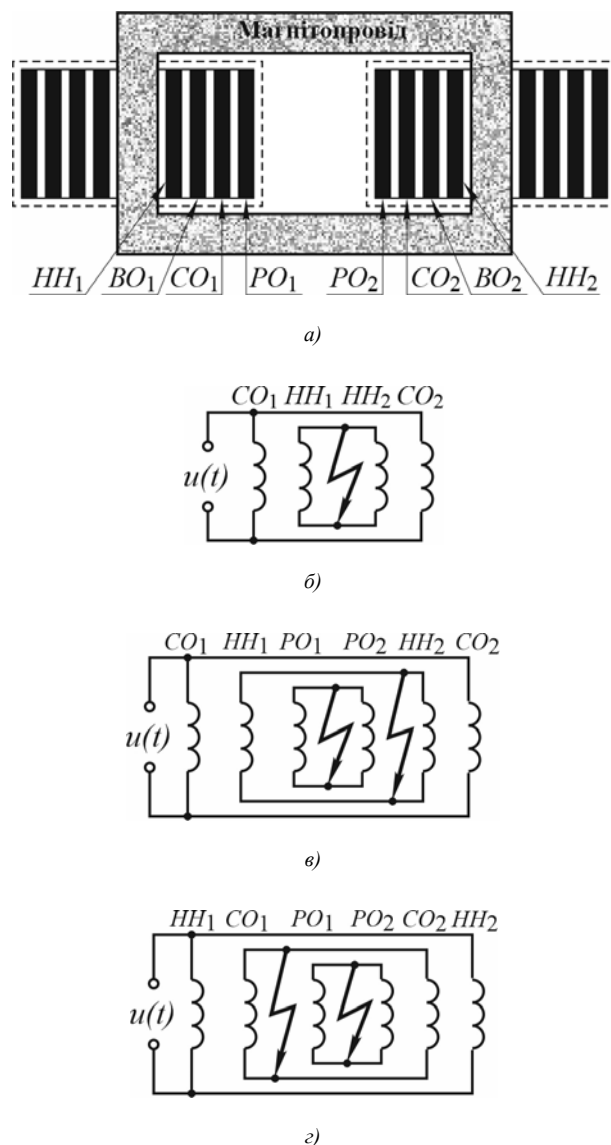 Магнітопровід
НН1 ВО1 СО1 РО1 РО2 СО2 ВО2 НН2
а)
СО1 НН1 НН2 СО2
u(t)
б)
СО1 НН1 РО1 РО2 НН2 СО2
u(t)
в)
НН1 СО1 РО1 РО2 СО2 НН2
u(t)
г)